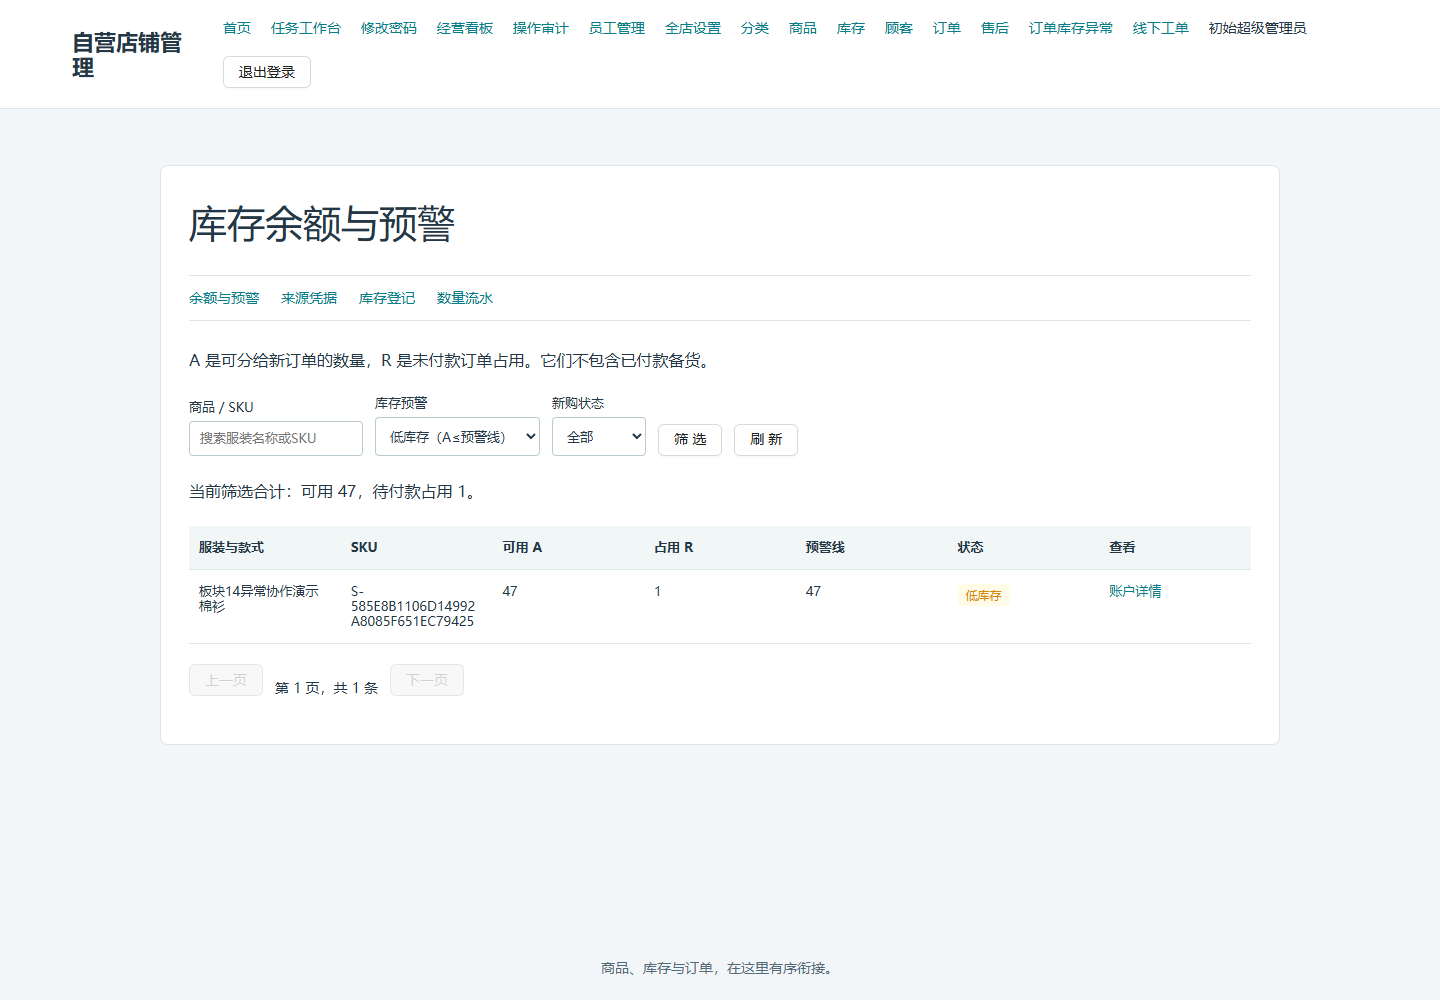 自营店铺管
理
首页 任务工作台 修改密码 经营看板 操作审计 员工管理 全店设置 分类 商品 库存 顾客 订单 售后 订单库存异常 线下工单 初始超级管理员
退出登录
库存余额与预警
余额与预警 来源凭据 库存登记 数量流水
A 是可分给新订单的数量，R 是未付款订单占用。它们不包含已付款备货。
商品 / SKU 库存预警 新购状态
搜索服装名称或SKU 低库存（A≤预警线） 全部 筛 选 刷 新
当前筛选合计：可用 47，待付款占用 1。
服装与款式 SKU 可用 A 占用 R 预警线 状态 查看
板块14异常协作演示 S- 47 1 47 低库存 账户详情
棉衫 585E8B1106D14992
A8085F651EC79425
上一页 第 1 页，共 1 条 下一页
商品、库存与订单，在这里有序衔接。